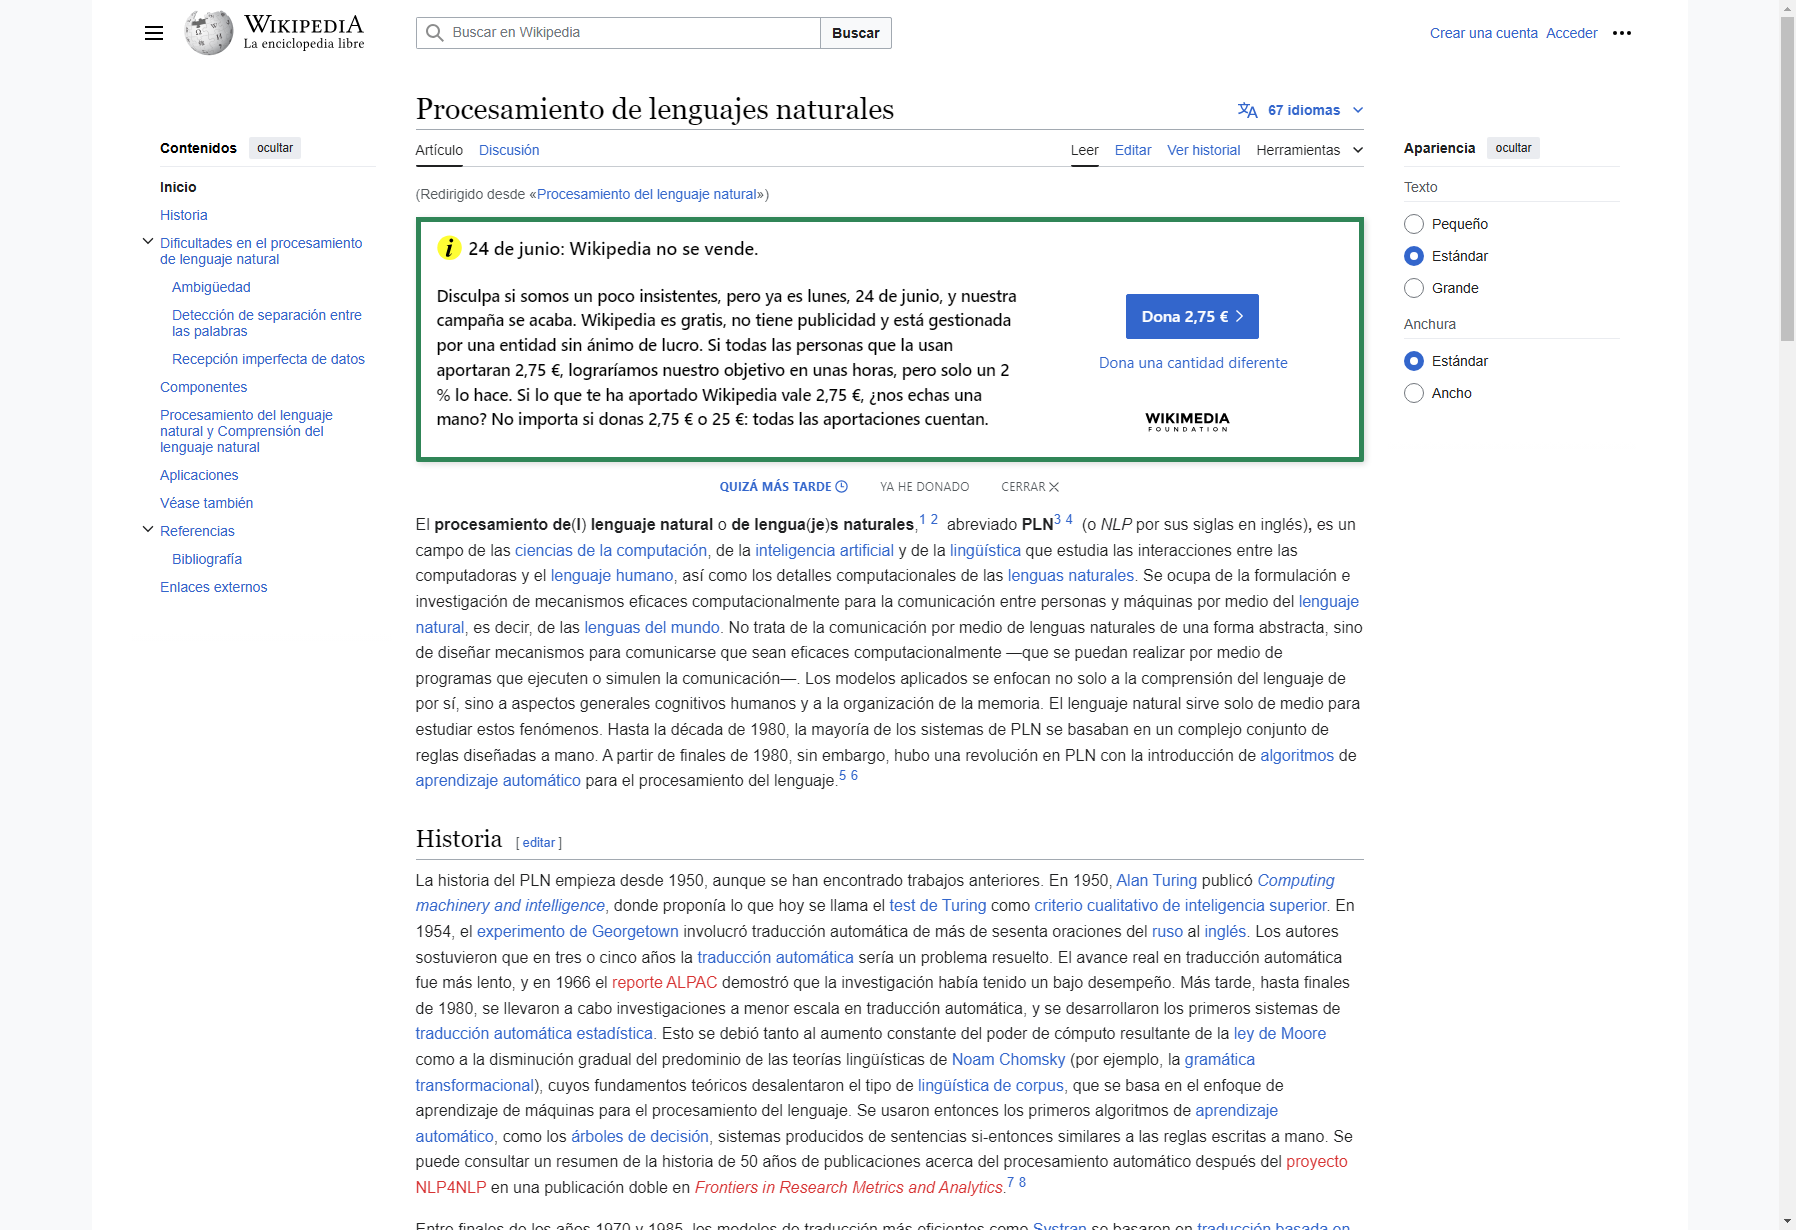 WIKIPEDIA
La enciclopedia libre
Buscar en Wikipedia
Buscar
Crear una cuenta Acceder
Contenidos ocultar
Inicio
Historia
Dificultades en el procesamiento
de lenguaje natural
Ambigüedad
Detección de separación entre
las palabras
Recepción imperfecta de datos
Componentes
Procesamiento del lenguaje
natural y Comprensión del
lenguaje natural
Aplicaciones
Véase también
Referencias
Bibliografía
Enlaces externos
Procesamiento de lenguajes naturales
67 idiomas
Artículo Discusión
Leer Editar Ver historial Herramientas
(Redirigido desde «Procesamiento del lenguaje natural»)
i 24 de junio: Wikipedia no se vende.
Disculpa si somos un poco insistentes, pero ya es lunes, 24 de junio, y nuestra
campaña se acaba. Wikipedia es gratis, no tiene publicidad y está gestionada
por una entidad sin ánimo de lucro. Si todas las personas que la usan
aportaran 2,75 €, lograríamos nuestro objetivo en unas horas, pero solo un 2
% lo hace. Si lo que te ha aportado Wikipedia vale 2,75 €, ¿nos echas una
mano? No importa si donas 2,75 € o 25 €: todas las aportaciones cuentan.
Dona 2,75 €
Dona una cantidad diferente
WIKIMEDIA
FOUNDATION
QUIZÁ MÁS TARDE YA HE DONADO CERRAR
El procesamiento de(l) lenguaje natural o de lengua(je)s naturales,1 2 abreviado PLN3 4 (o NLP por sus siglas en inglés), es un
campo de las ciencias de la computación, de la inteligencia artificial y de la lingüística que estudia las interacciones entre las
computadoras y el lenguaje humano, así como los detalles computacionales de las lenguas naturales. Se ocupa de la formulación e
investigación de mecanismos eficaces computacionalmente para la comunicación entre personas y máquinas por medio del lenguaje
natural, es decir, de las lenguas del mundo. No trata de la comunicación por medio de lenguas naturales de una forma abstracta, sino
de diseñar mecanismos para comunicarse que sean eficaces computacionalmente —que se puedan realizar por medio de
programas que ejecuten o simulen la comunicación—. Los modelos aplicados se enfocan no solo a la comprensión del lenguaje de
por sí, sino a aspectos generales cognitivos humanos y a la organización de la memoria. El lenguaje natural sirve solo de medio para
estudiar estos fenómenos. Hasta la década de 1980, la mayoría de los sistemas de PLN se basaban en un complejo conjunto de
reglas diseñadas a mano. A partir de finales de 1980, sin embargo, hubo una revolución en PLN con la introducción de algoritmos de
aprendizaje automático para el procesamiento del lenguaje.5 6
Historia [ editar ]
La historia del PLN empieza desde 1950, aunque se han encontrado trabajos anteriores. En 1950, Alan Turing publicó Computing
machinery and intelligence, donde proponía lo que hoy se llama el test de Turing como criterio cualitativo de inteligencia superior. En
1954, el experimento de Georgetown involucró traducción automática de más de sesenta oraciones del ruso al inglés. Los autores
sostuvieron que en tres o cinco años la traducción automática sería un problema resuelto. El avance real en traducción automática
fue más lento, y en 1966 el reporte ALPAC demostró que la investigación había tenido un bajo desempeño. Más tarde, hasta finales
de 1980, se llevaron a cabo investigaciones a menor escala en traducción automática, y se desarrollaron los primeros sistemas de
traducción automática estadística. Esto se debió tanto al aumento constante del poder de cómputo resultante de la ley de Moore
como a la disminución gradual del predominio de las teorías lingüísticas de Noam Chomsky (por ejemplo, la gramática
transformacional), cuyos fundamentos teóricos desalentaron el tipo de lingüística de corpus, que se basa en el enfoque de
aprendizaje de máquinas para el procesamiento del lenguaje. Se usaron entonces los primeros algoritmos de aprendizaje
automático, como los árboles de decisión, sistemas producidos de sentencias si-entonces similares a las reglas escritas a mano. Se
puede consultar un resumen de la historia de 50 años de publicaciones acerca del procesamiento automático después del proyecto
NLP4NLP en una publicación doble en Frontiers in Research Metrics and Analytics.7 8
Entre finales de los años 1970 y 1985, los modelos de traducción más eficientes como Systran se basaron en traducción basada en
Apariencia ocultar
Texto
Pequeño
Estándar
Grande
Anchura
Estándar
Ancho